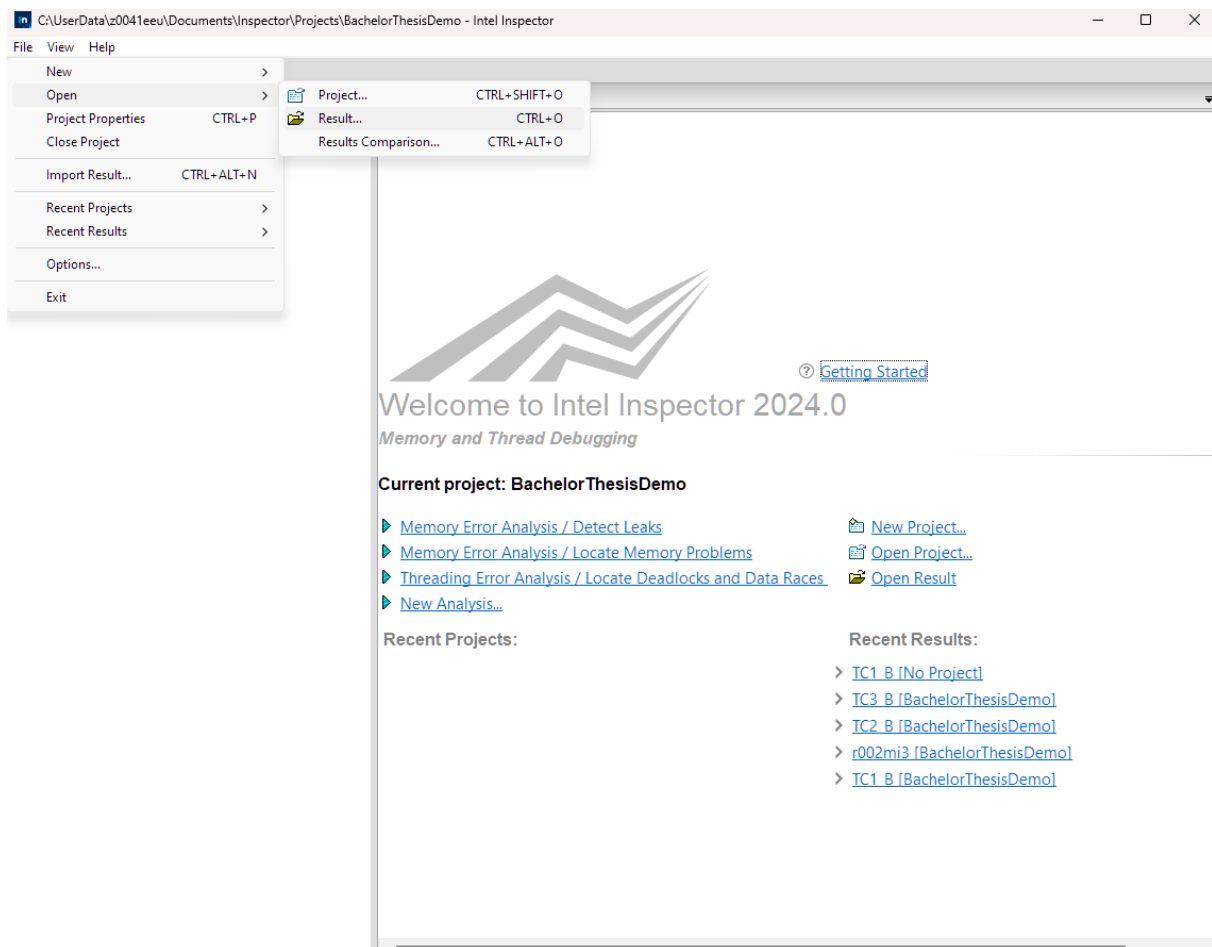 C:\UserData\z0041eeu\Documents\Inspector\Projects\BachelorThesisDemo - Intel Inspector
File View Help
New
Open
Project Properties CTRL+P
Close Project
Import Result... CTRL+ALT+N
Recent Projects
Recent Results
Options...
Exit
Project... CTRL+SHIFT+O
Result... CTRL+O
Results Comparison... CTRL+ALT+O
Getting Started
Welcome to Intel Inspector 2024.0
Memory and Thread Debugging
Current project: BachelorThesisDemo
Memory Error Analysis / Detect Leaks
Memory Error Analysis / Locate Memory Problems
Threading Error Analysis / Locate Deadlocks and Data Races
New Analysis...
New Project...
Open Project...
Open Result
Recent Projects:
Recent Results:
TC1_B [No Project]
TC3_B [BachelorThesisDemo]
TC2_B [BachelorThesisDemo]
r002mi3 [BachelorThesisDemo]
TC1_B [BachelorThesisDemo]